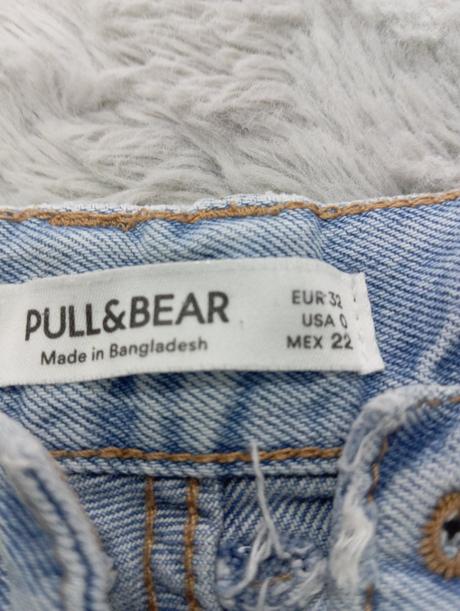 PULL&BEAR
Made in Bangladesh
EUR 32
USA 0
MEX 22